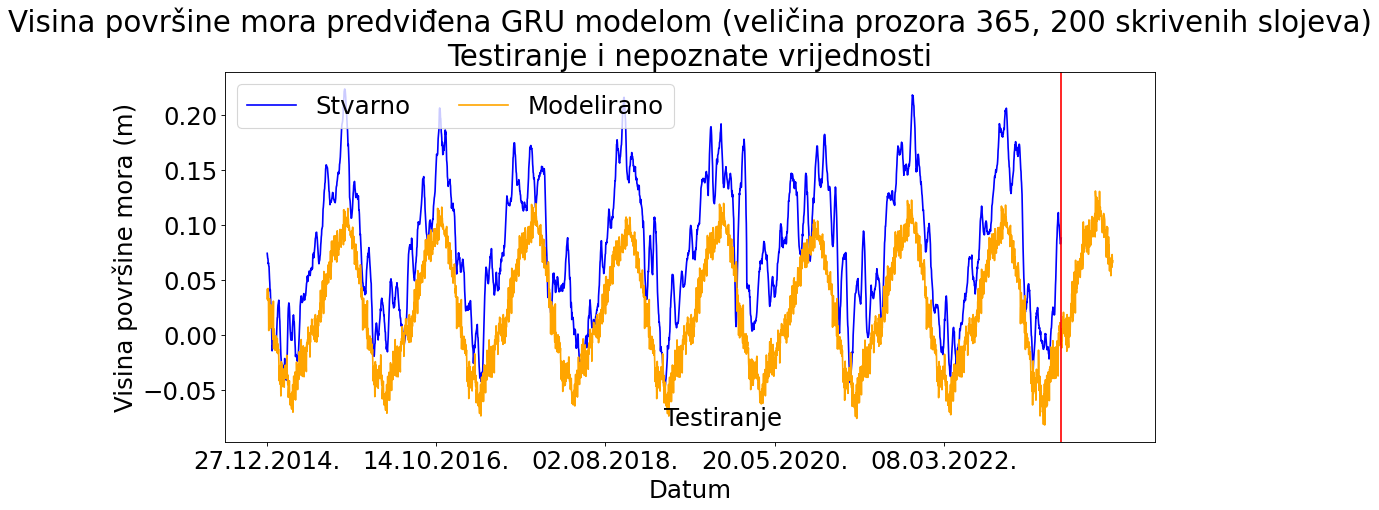 Visina površine mora predviđena GRU modelom (veličina prozora 365, 200 skrivenih slojeva)
Testiranje i nepoznate vrijednosti
Stvarno Modelirano
Visina površine mora (m)
0.20
0.15
0.10
0.05
0.00
−0.05
Testiranje
27.12.2014. 14.10.2016. 02.08.2018. 20.05.2020. 08.03.2022.
Datum